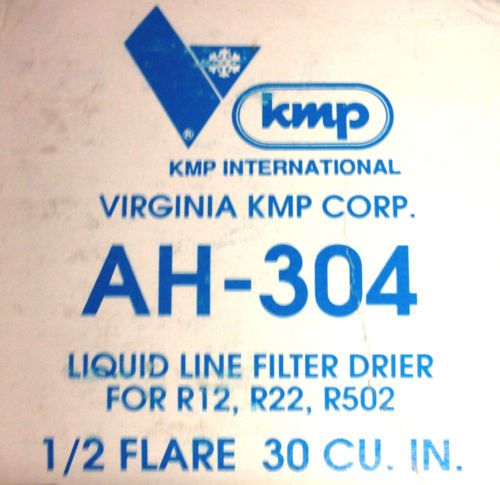 ®
kmp
KMP INTERNATIONAL
VIRGINIA KMP CORP.
AH-304
LIQUID LINE FILTER DRIER
FOR R12, R22, R502
1/2 FLARE 30 CU. IN.